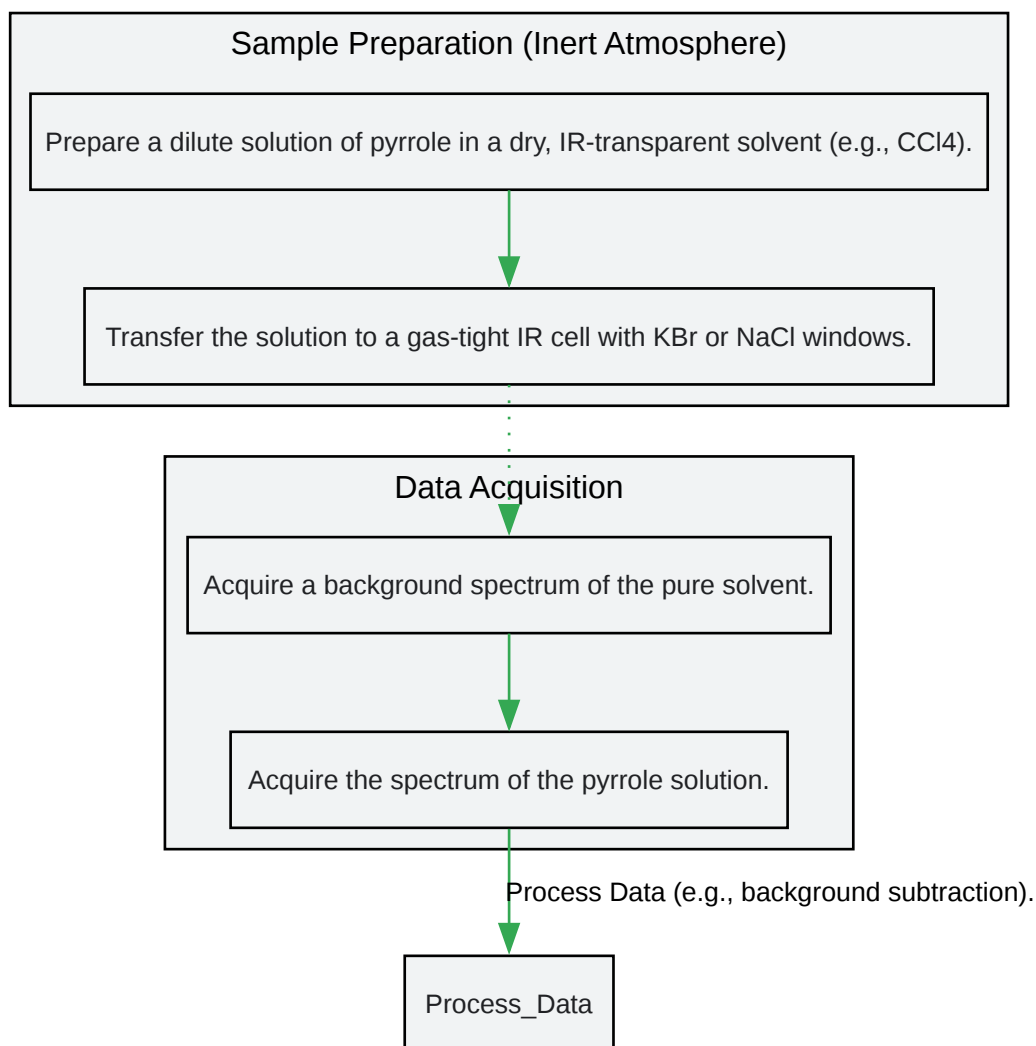 Sample Preparation (Inert Atmosphere)
Prepare a dilute solution of pyrrole in a dry, IR-transparent solvent (e.g., CCl4).
Transfer the solution to a gas-tight IR cell with KBr or NaCl windows.
Data Acquisition
Acquire a background spectrum of the pure solvent.
Acquire the spectrum of the pyrrole solution.
Process Data (e.g., background subtraction).
Process_Data